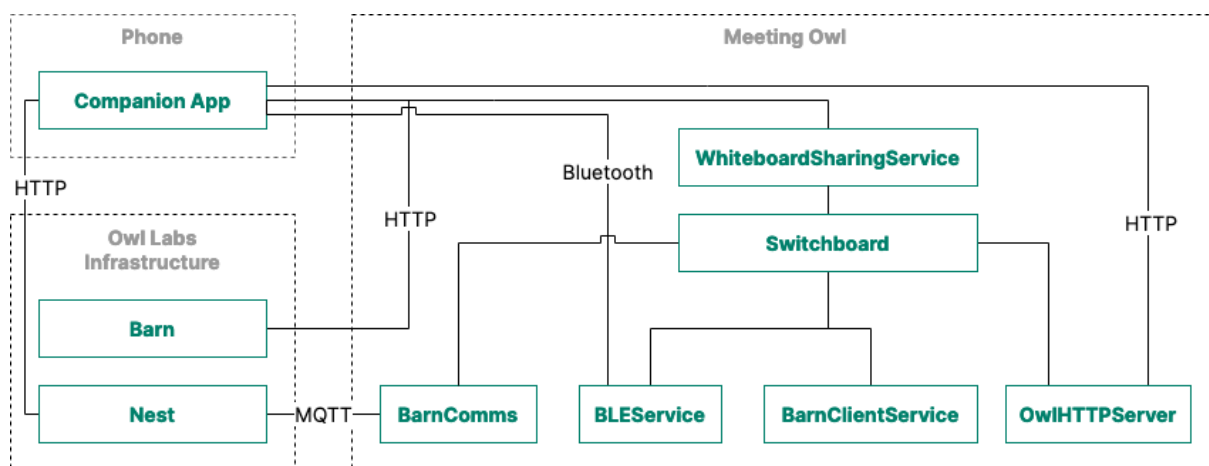 Phone
Meeting Owl
Companion App
WhiteboardSharingService
Bluetooth
HTTP
HTTP
HTTP
Owl Labs
Infrastructure
Switchboard
Barn
Nest
MQTT
BarnComms
BLEService
BarnClientService
OwlHTTPServer